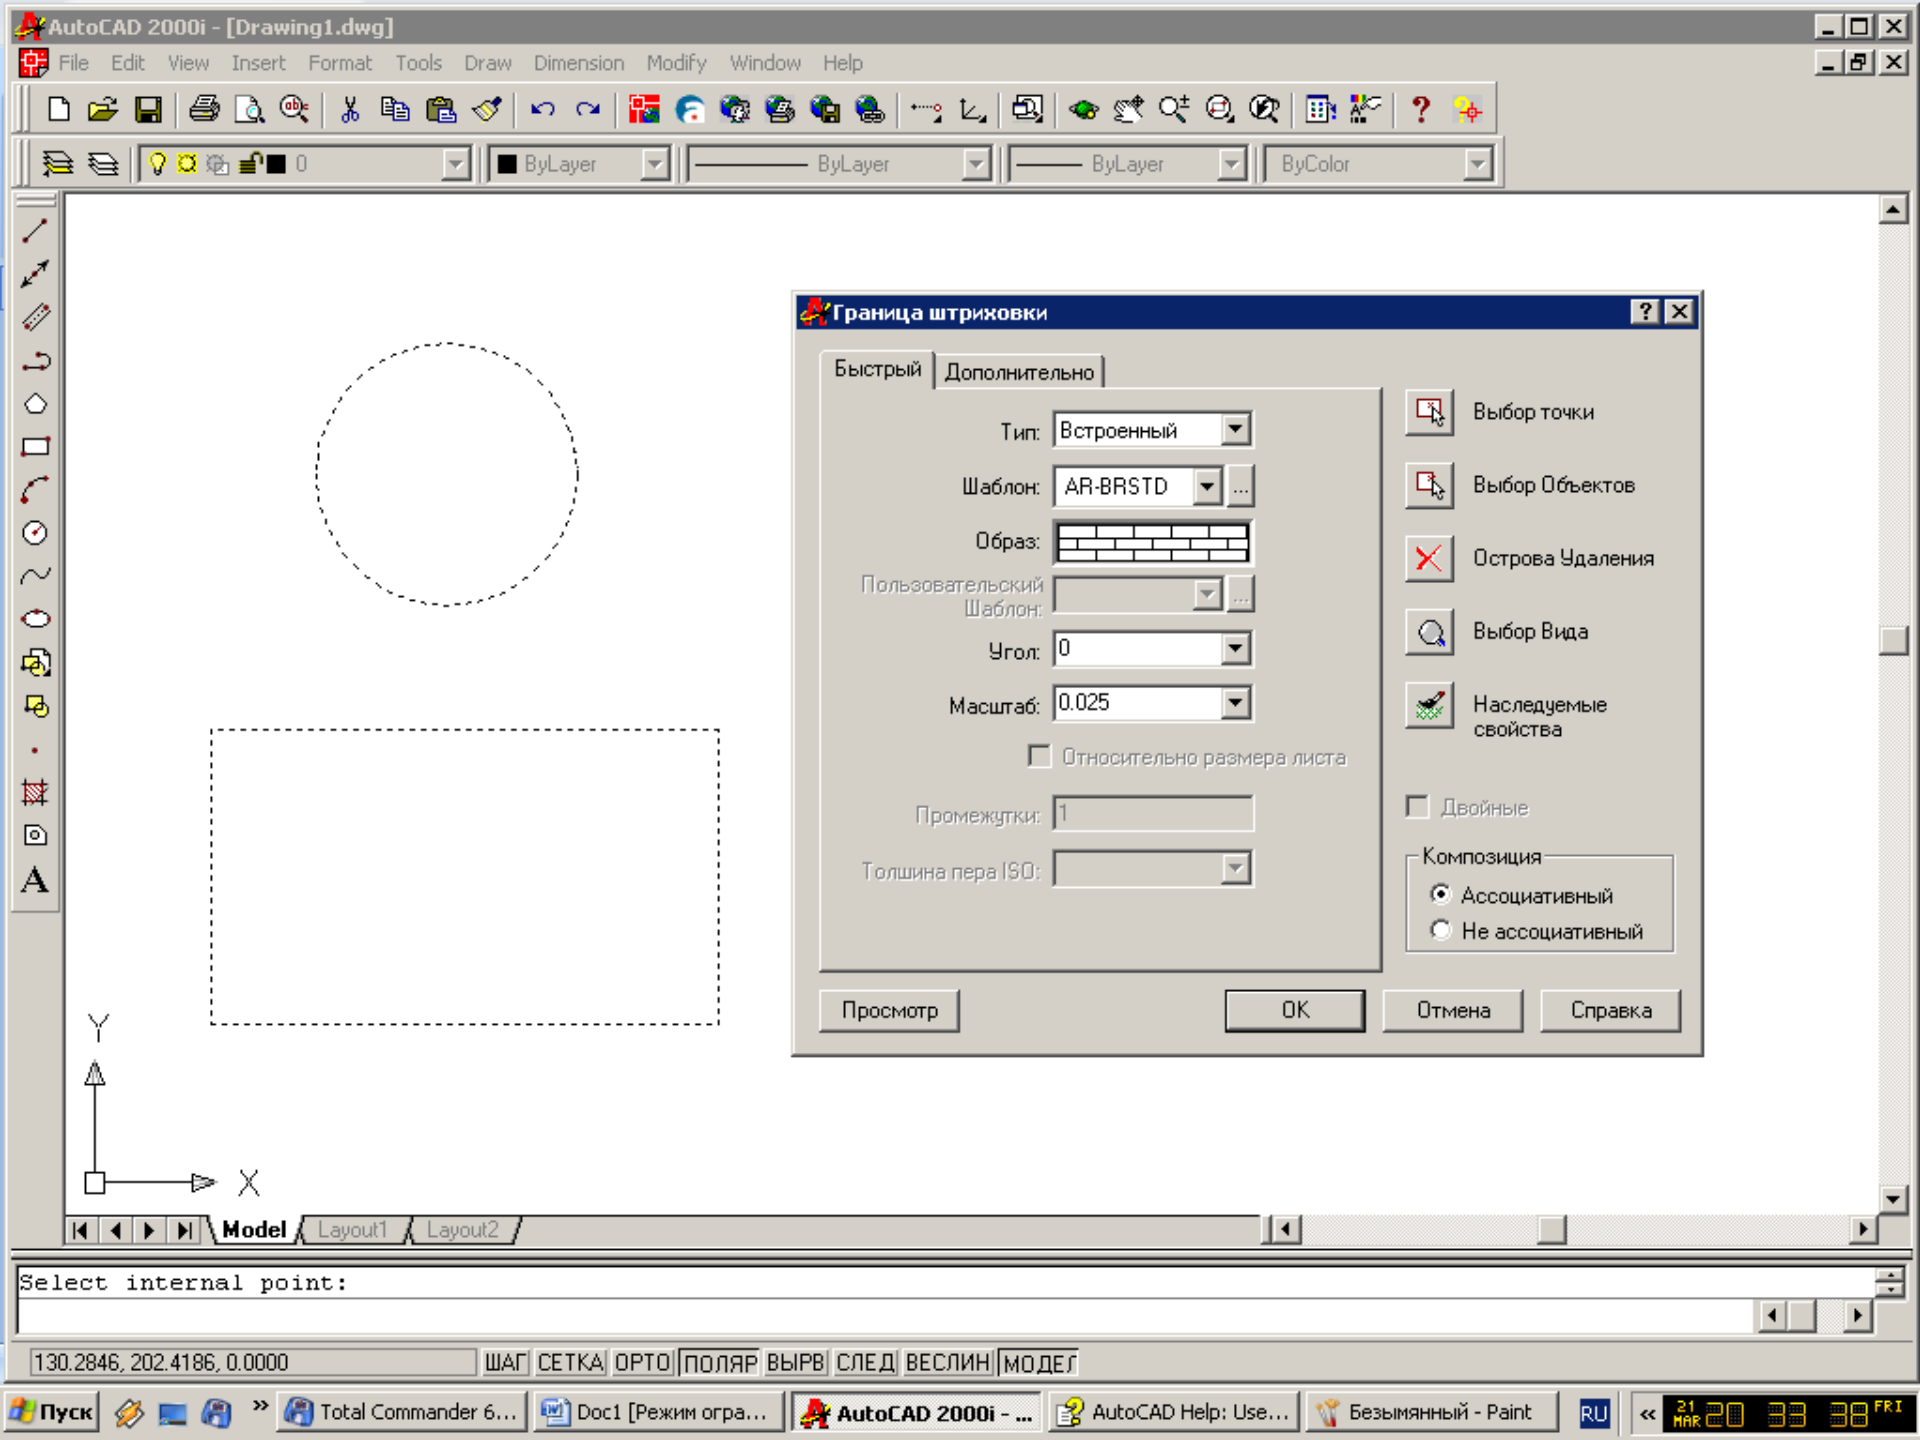 AutoCAD 2000i - [Drawing1.dwg]
File Edit View Insert Format Tools Draw Dimension Modify Window Help
0 ByLayer ByLayer ByLayer ByColor
Граница штриховки
Быстрый Дополнительно
Тип: Встроенный
Шаблон: AR-BRSTD ...
Образ:
Пользовательский
Шаблон: ...
Угол: 0
Масштаб: 0.025
Относительно размера листа
Промежутки: 1
Толшина пера ISO:
Выбор точки
Выбор Объектов
Острова Удаления
Выбор Вида
Наследуемые
свойства
Двойные
Композиция
Ассоциативный
Не ассоциативный
Просмотр OK Отмена Справка
Y
X
Model Layout1 Layout2
Select internal point:
130.2846, 202.4186, 0.0000 ШАГ СЕТКА ОРТО ПОЛЯР ВЫРВ СЛЕД ВЕСЛИН МОДЕЛ
Пуск » Total Commander 6... Doc1 [Режим огра... AutoCAD 2000i - ... AutoCAD Help: Use... Безымянный - Paint RU « 21 MAR 20 33 38 FRI